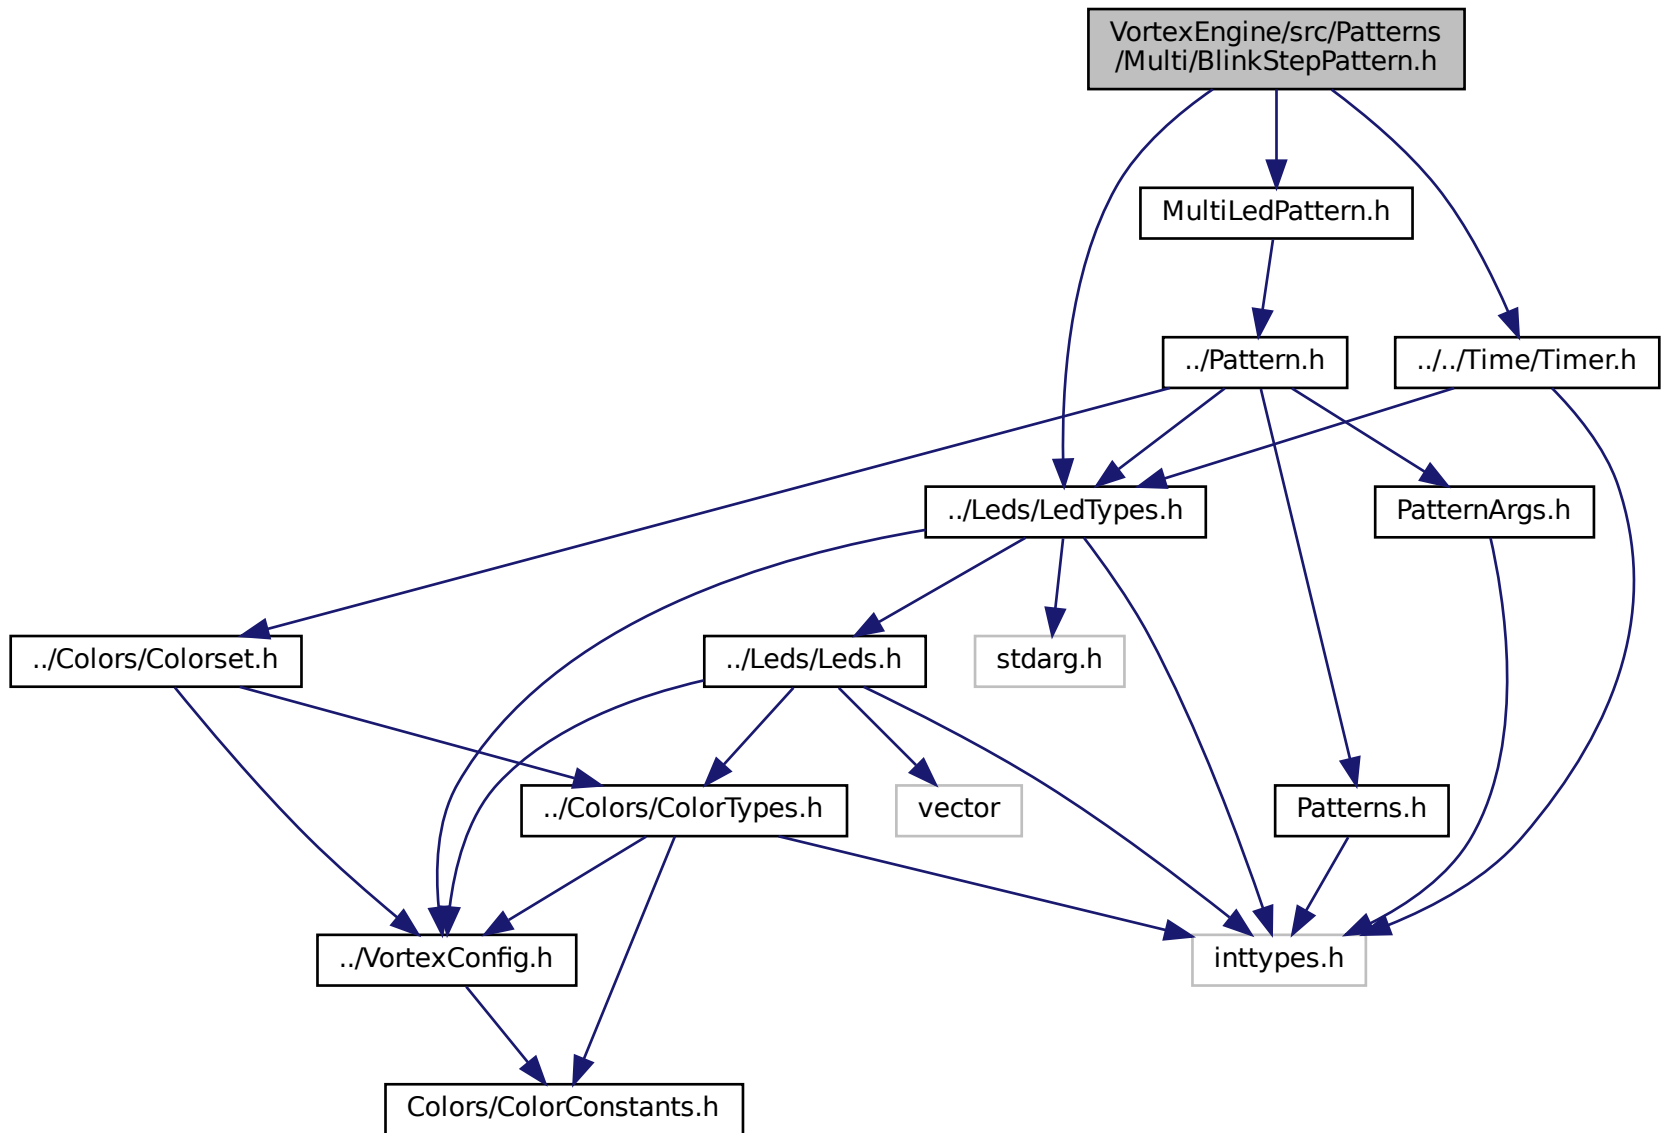 VortexEngine/src/Patterns
/Multi/BlinkStepPattern.h
MultiLedPattern.h
../Pattern.h
../../Time/Timer.h
../Leds/LedTypes.h
PatternArgs.h
../Colors/Colorset.h
../Leds/Leds.h
stdarg.h
../Colors/ColorTypes.h
vector
Patterns.h
../VortexConfig.h
inttypes.h
Colors/ColorConstants.h